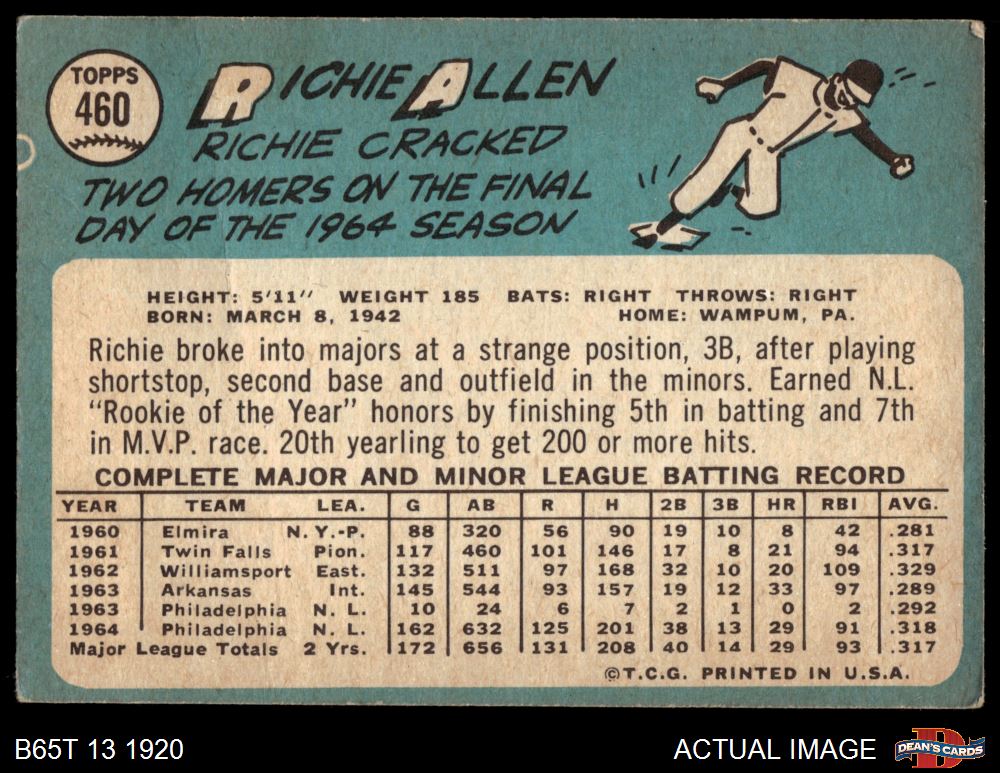 TOPPS
460
RICHIE ALLEN
RICHIE CRACKED
TWO HOMERS ON THE FINAL
DAY OF THE 1964 SEASON
HEIGHT: 5'11" WEIGHT 185 BATS: RIGHT THROWS: RIGHT
BORN: MARCH 8, 1942 HOME: WAMPUM, PA.
Richie broke into majors at a strange position, 3B, after playing
shortstop, second base and outfield in the minors. Earned N.L.
"Rookie of the Year" honors by finishing 5th in batting and 7th
in M.V.P. race. 20th yearling to get 200 or more hits.
COMPLETE MAJOR AND MINOR LEAGUE BATTING RECORD
YEAR TEAM LEA. G AB R H 2B 3B HR RBI AVG.
1960 Elmira N.Y.-P. 88 320 56 90 19 10 8 42 .281
1961 Twin Falls Pion. 117 460 101 146 17 8 21 94 .317
1962 Williamsport East. 132 511 97 168 32 10 20 109 .329
1963 Arkansas Int. 145 544 93 157 19 12 33 97 .289
1963 Philadelphia N. L. 10 24 6 7 2 1 0 2 .292
1964 Philadelphia N. L. 162 632 125 201 38 13 29 91 .318
Major League Totals 2 Yrs. 172 656 131 208 40 14 29 93 .317
©T.C.G. PRINTED IN U.S.A.
B65T 13 1920
ACTUAL IMAGE
D
DEAN'S CARDS